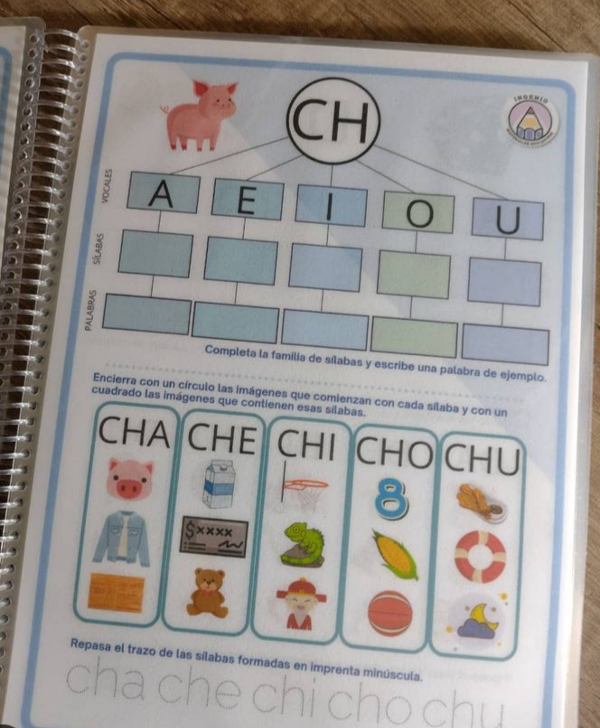 CH
INGENIO
VOCALES
A E I O U
SÍLABAS
PALABRAS
Completa la familia de sílabas y escribe una palabra de ejemplo.
Encierra con un círculo las imágenes que comienzan con cada sílaba y con un
cuadrado las imágenes que contienen esas sílabas.
CHA CHE CHI CHO CHU
8
$××××
Repasa el trazo de las sílabas formadas en imprenta minúscula.
cha che chi cho chu